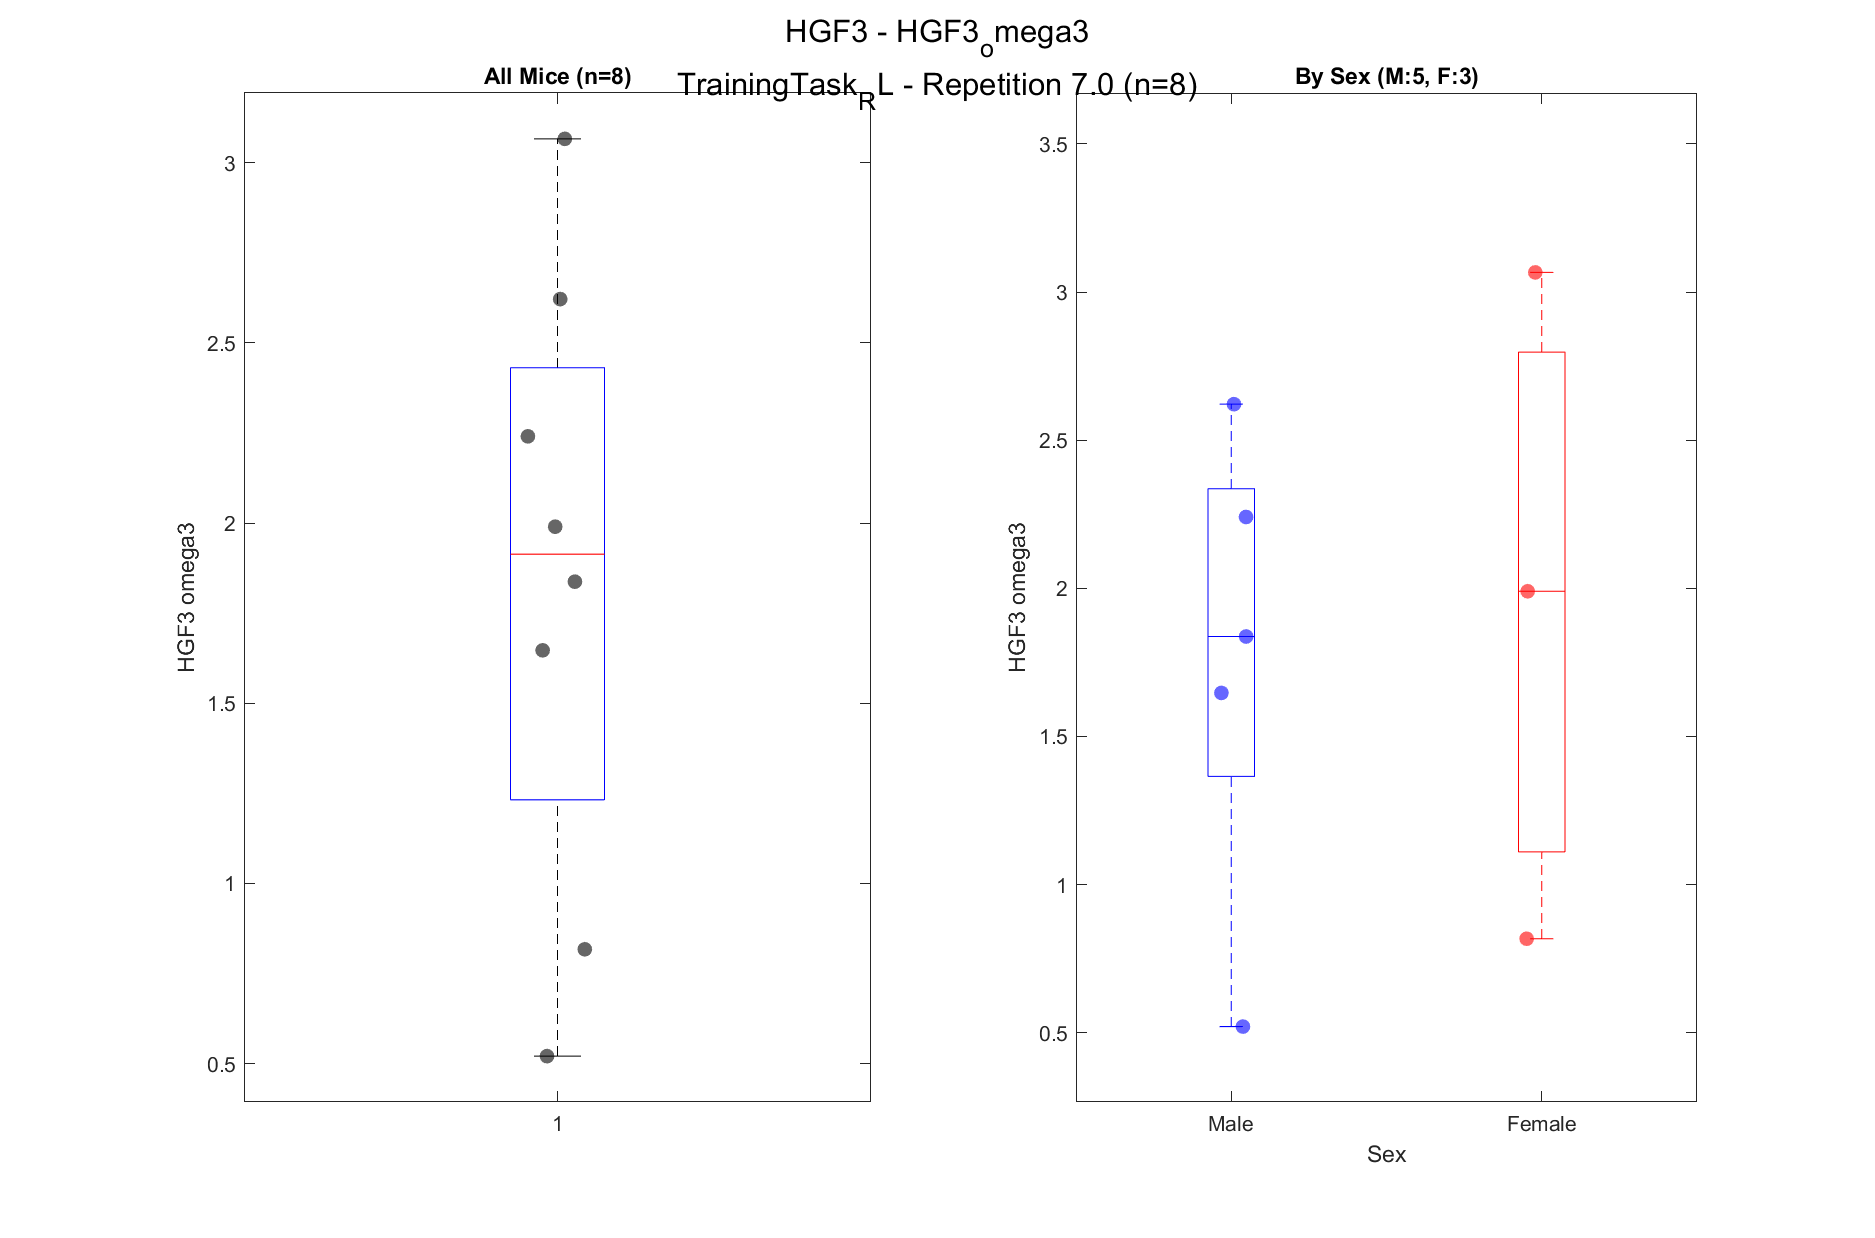 HGF3 - HGF3_omega3
TrainingTask_RL - Repetition 7.0 (n=8)
All Mice (n=8)
HGF3 omega3
3
2.5
2
1.5
1
0.5
1
By Sex (M:5, F:3)
HGF3 omega3
3.5
3
2.5
2
1.5
1
0.5
Male Female
Sex